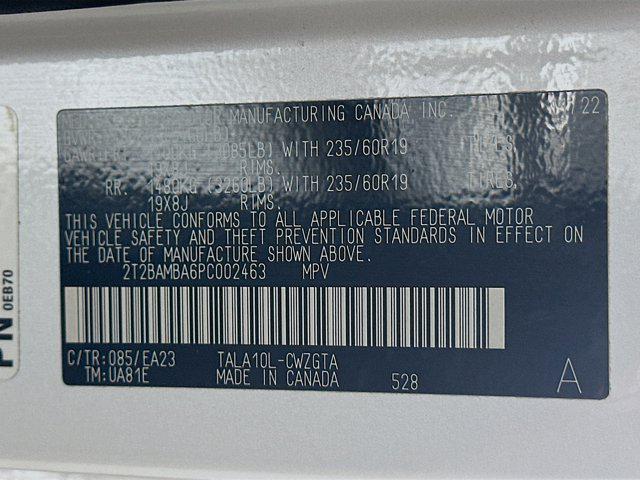 MANUFACTURING CANADA INC. 22
WITH 235/60R19 TIRES,
RIMS.
RR. 1480KG (3260LB) WITH 235/60R19 TIRES,
19X8J RIMS.
THIS VEHICLE CONFORMS TO ALL APPLICABLE FEDERAL MOTOR
VEHICLE SAFETY AND THEFT PREVENTION STANDARDS IN EFFECT ON
THE DATE OF MANUFACTURE SHOWN ABOVE.
2T2BAMBA6PC002463 MPV
C/TR:085/EA23 TALA10L-CWZGTA
TM:UA81E MADE IN CANADA 528 A
PN
0EB70